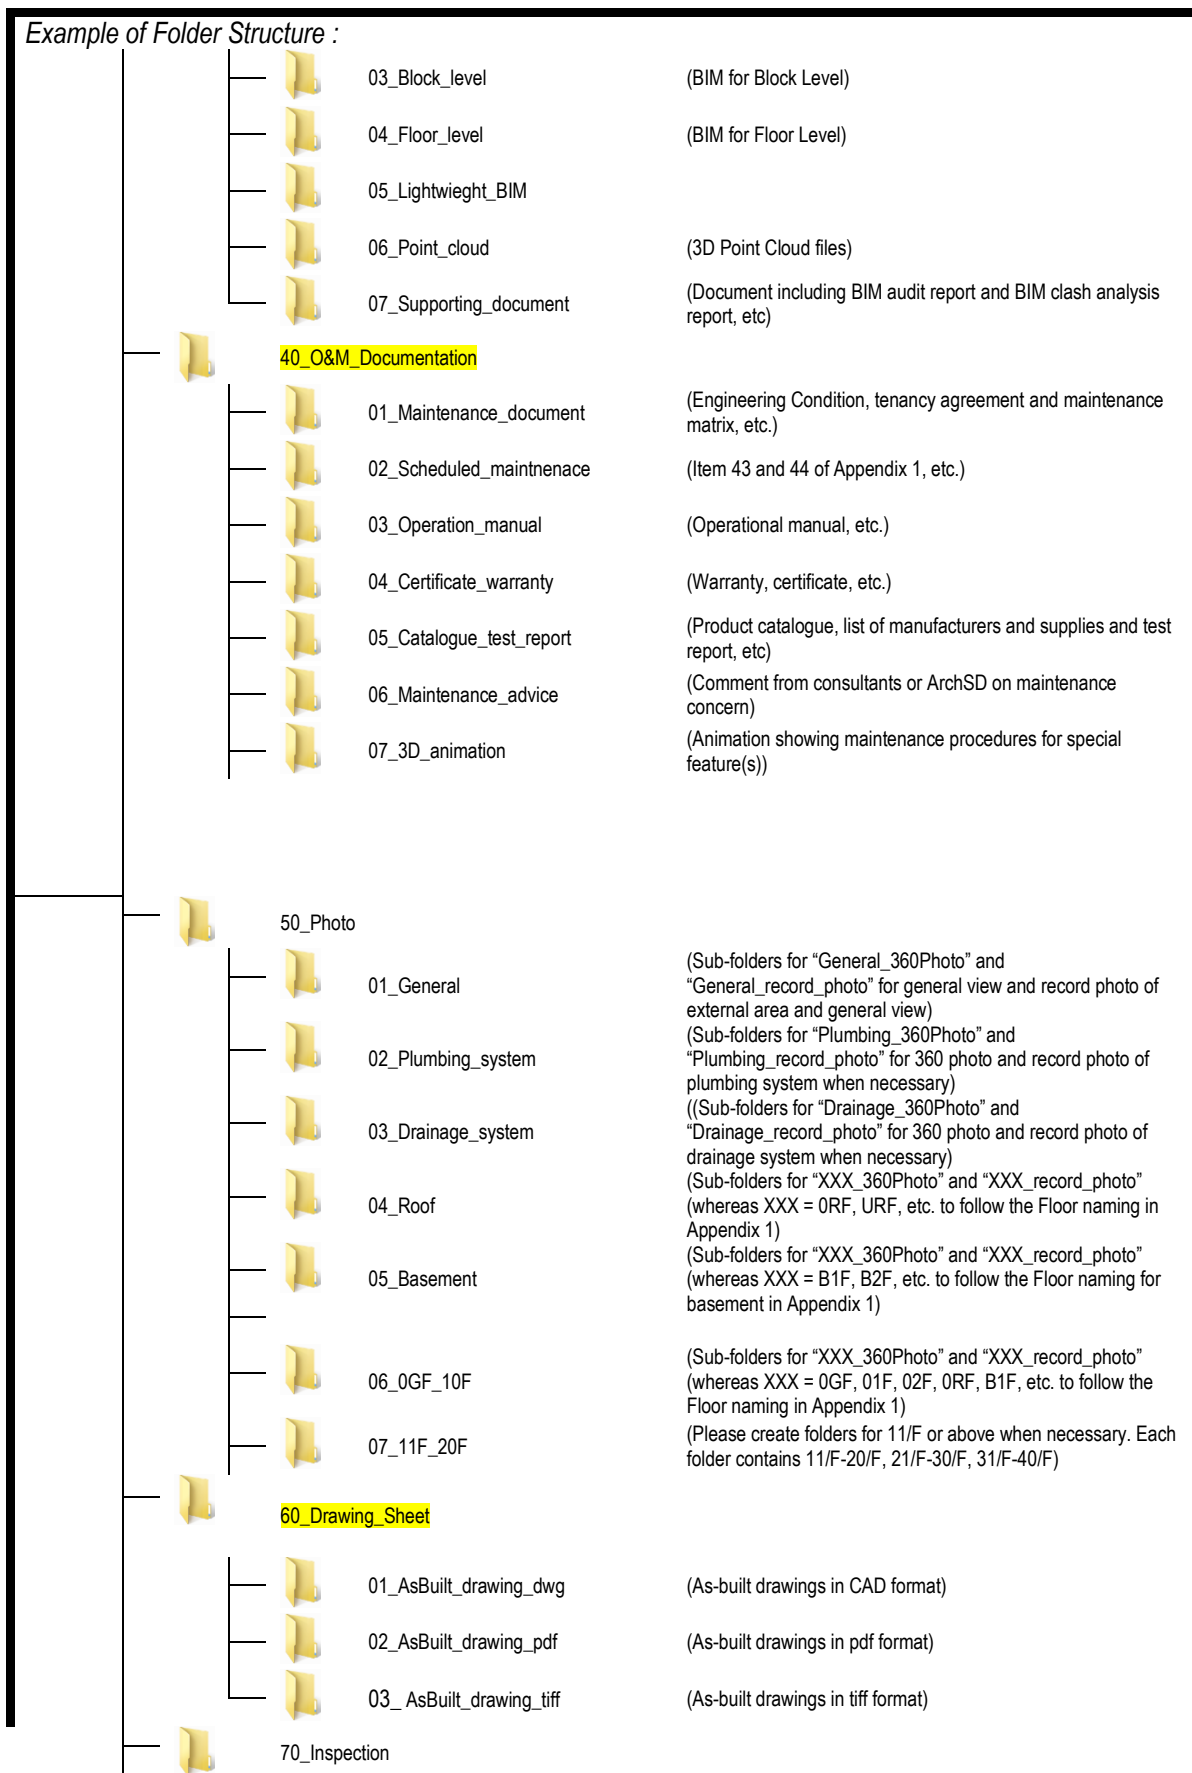 Example of Folder Structure :
03_Block_level (BIM for Block Level)
04_Floor_level (BIM for Floor Level)
05_Lightwieght_BIM
06_Point_cloud (3D Point Cloud files)
07_Supporting_document (Document including BIM audit report and BIM clash analysis
report, etc)
40_O&M_Documentation
01_Maintenance_document (Engineering Condition, tenancy agreement and maintenance
matrix, etc.)
02_Scheduled_maintnenace (Item 43 and 44 of Appendix 1, etc.)
03_Operation_manual (Operational manual, etc.)
04_Certificate_warranty (Warranty, certificate, etc.)
05_Catalogue_test_report (Product catalogue, list of manufacturers and supplies and test
report, etc)
06_Maintenance_advice (Comment from consultants or ArchSD on maintenance
concern)
07_3D_animation (Animation showing maintenance procedures for special
feature(s))
50_Photo
01_General (Sub-folders for “General_360Photo” and
“General_record_photo” for general view and record photo of
external area and general view)
02_Plumbing_system (Sub-folders for “Plumbing_360Photo” and
“Plumbing_record_photo” for 360 photo and record photo of
plumbing system when necessary)
03_Drainage_system ((Sub-folders for “Drainage_360Photo” and
“Drainage_record_photo” for 360 photo and record photo of
drainage system when necessary)
04_Roof (Sub-folders for “XXX_360Photo” and “XXX_record_photo”
(whereas XXX = 0RF, URF, etc. to follow the Floor naming in
Appendix 1)
05_Basement (Sub-folders for “XXX_360Photo” and “XXX_record_photo”
(whereas XXX = B1F, B2F, etc. to follow the Floor naming for
basement in Appendix 1)
06_0GF_10F (Sub-folders for “XXX_360Photo” and “XXX_record_photo”
(whereas XXX = 0GF, 01F, 02F, 0RF, B1F, etc. to follow the
Floor naming in Appendix 1)
07_11F_20F (Please create folders for 11/F or above when necessary. Each
folder contains 11/F-20/F, 21/F-30/F, 31/F-40/F)
60_Drawing_Sheet
01_AsBuilt_drawing_dwg (As-built drawings in CAD format)
02_AsBuilt_drawing_pdf (As-built drawings in pdf format)
03_ AsBuilt_drawing_tiff (As-built drawings in tiff format)
70_Inspection